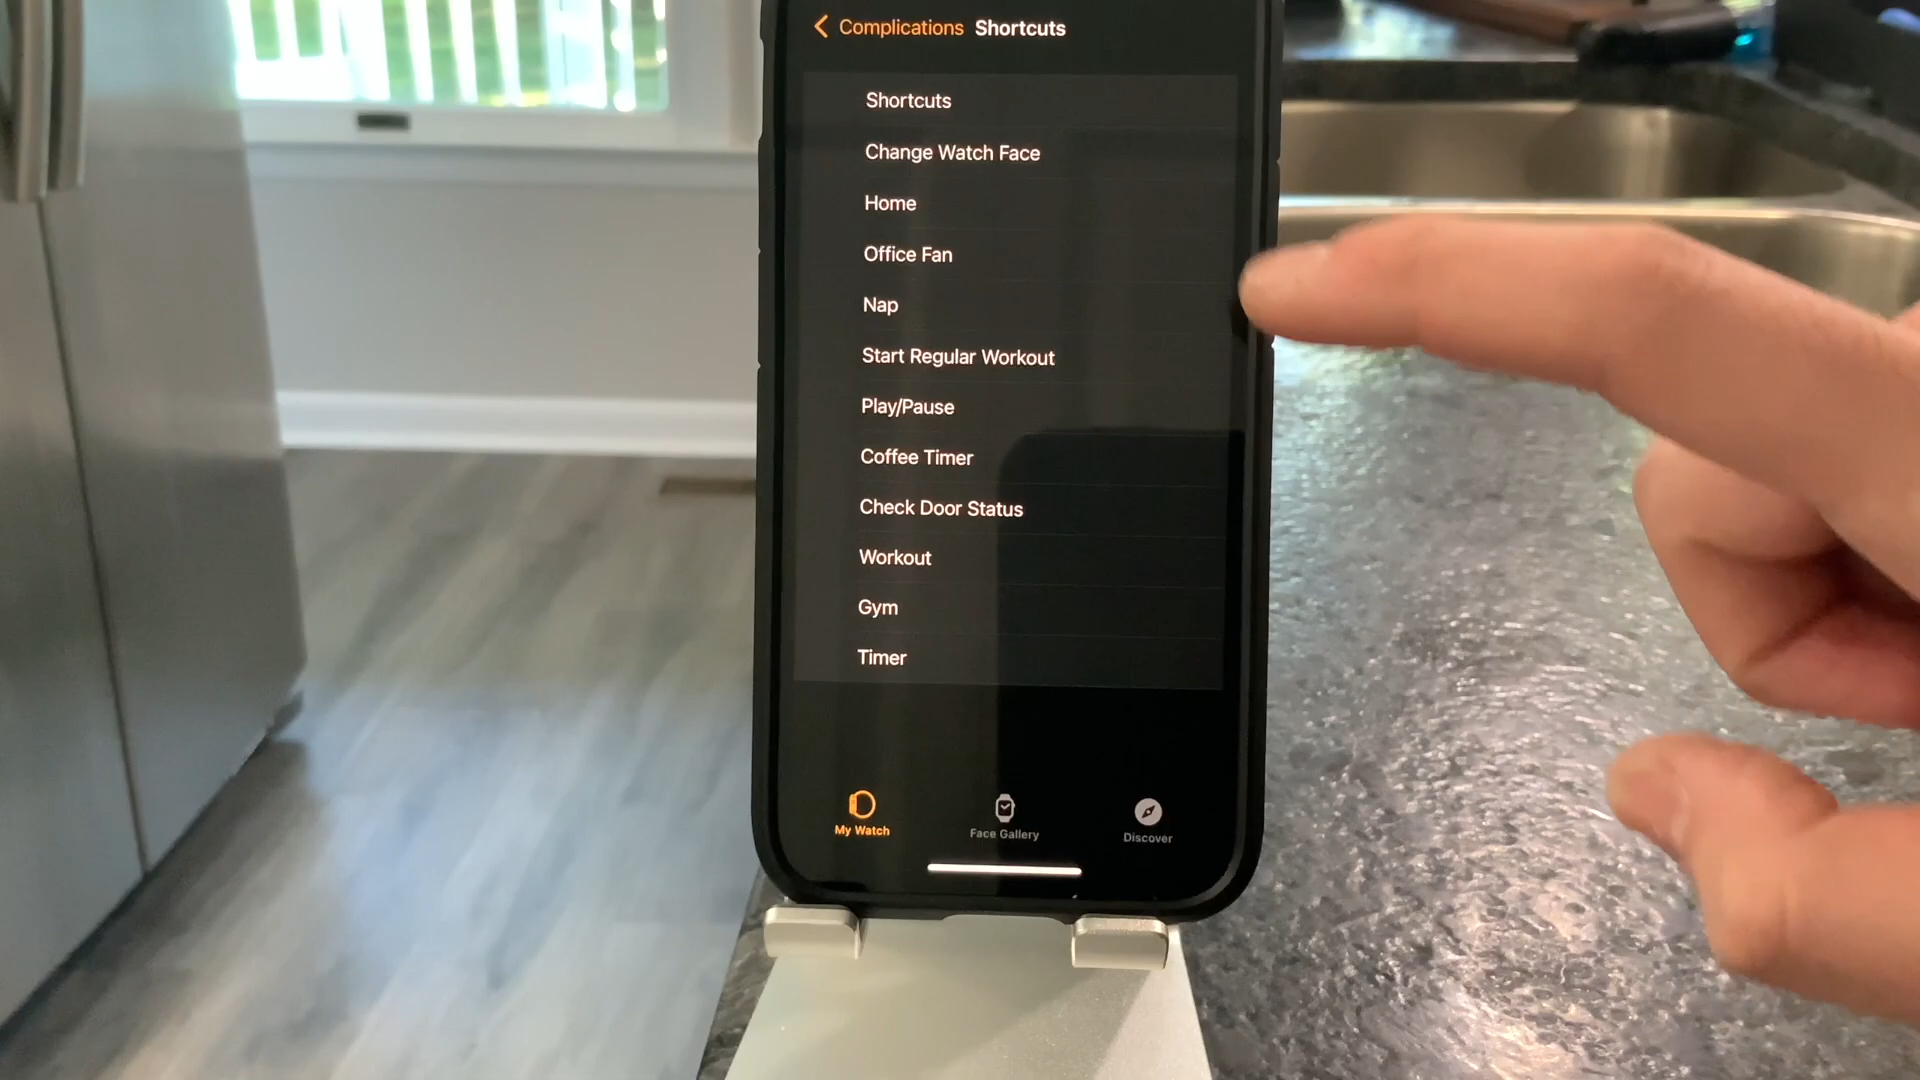 Complications Shortcuts
Shortcuts
Change Watch Face
Home
Office Fan
Nap
Start Regular Workout
Play/Pause
Coffee Timer
Check Door Status
Workout
Gym
Timer
My Watch
Face Gallery
Discover